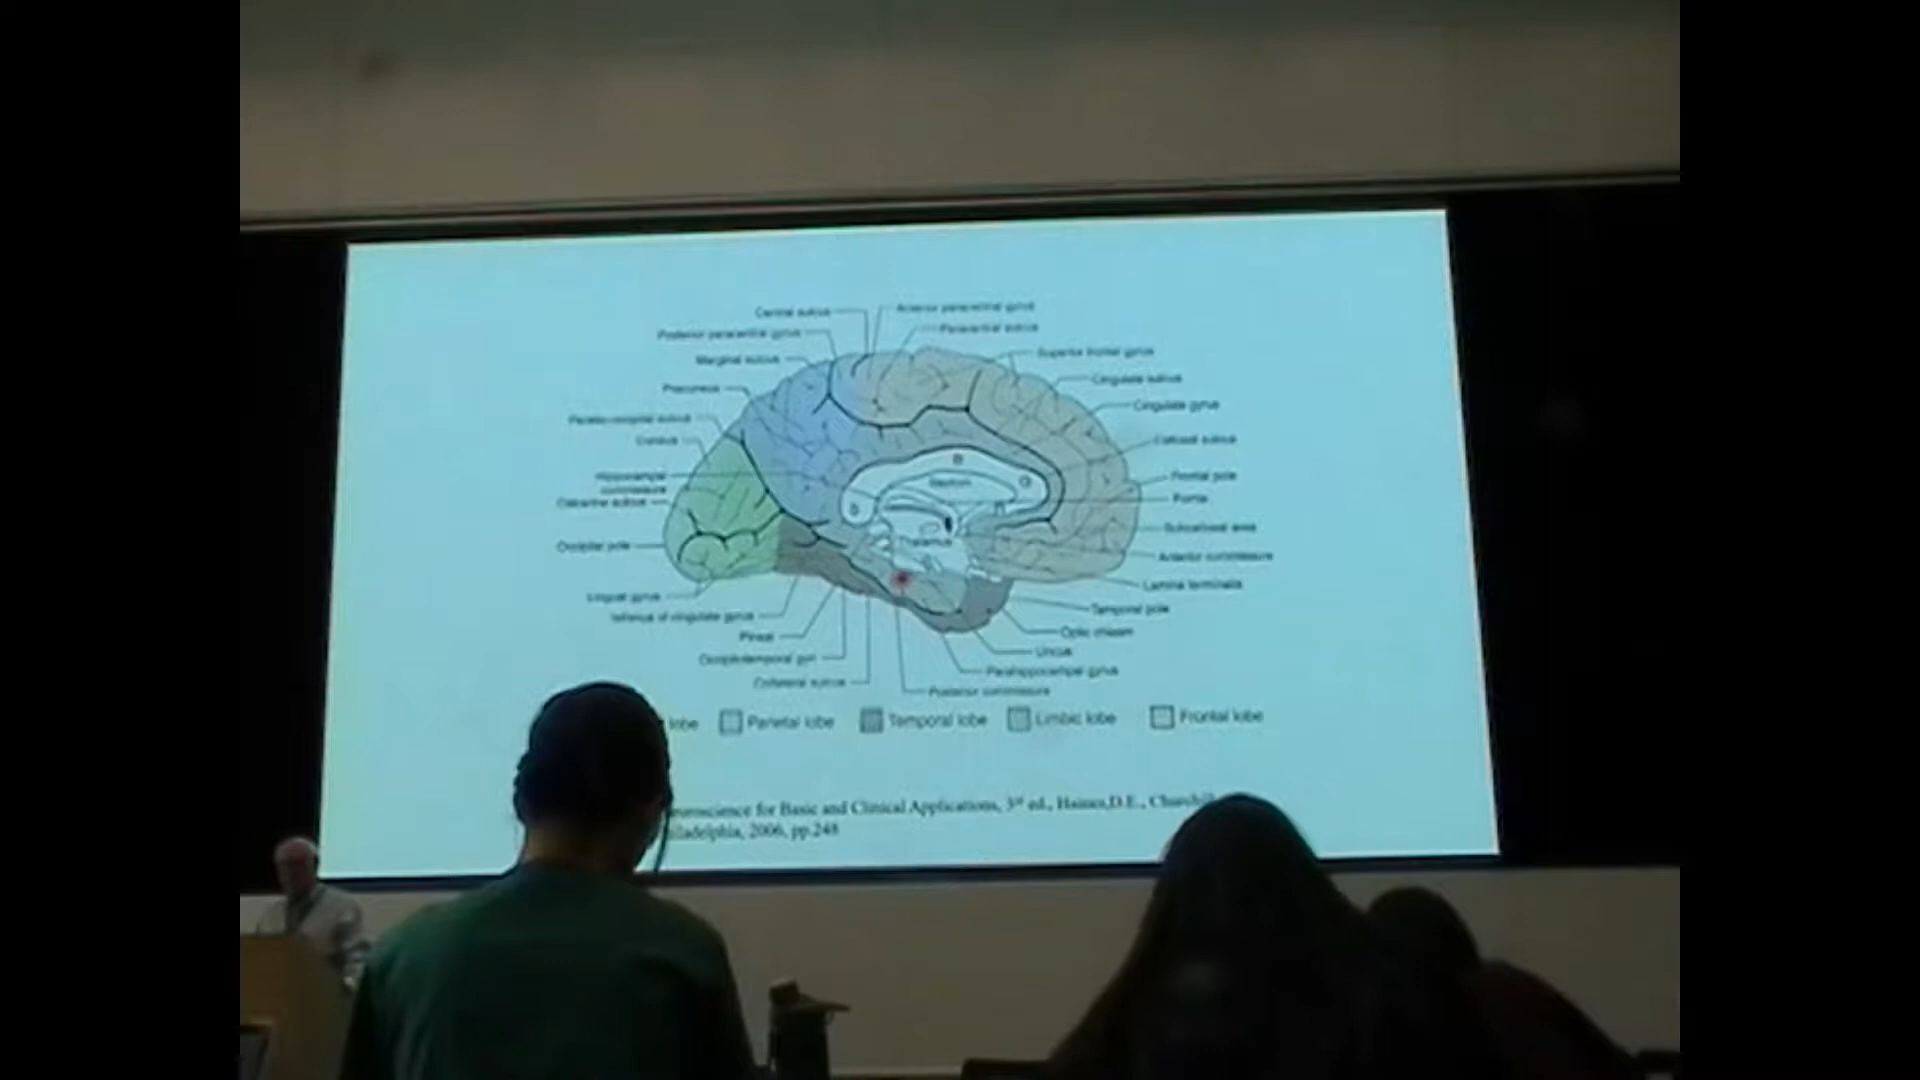 Central sulcus
Anterior paracentral gyrus
Posterior paracentral gyrus
Paracentral sulcus
Marginal sulcus
Superior frontal gyrus
Precuneus
Cingulate sulcus
Cingulate gyrus
Parieto-occipital sulcus
Cuneus
Callosal sulcus
B
Hippocampal
commissure
Septum
G
Frontal pole
Calcarine sulcus
S
R
Fornix
Subcallosal area
Occipital pole
Thalamus
Anterior commissure
Lamina terminalis
Lingual gyrus
Temporal pole
Isthmus of cingulate gyrus
Optic chiasm
Pineal
Uncus
Occipitotemporal gyri
Parahippocampal gyrus
Collateral sulcus
Posterior commissure
lobe Parietal lobe Temporal lobe Limbic lobe Frontal lobe
uroscience for Basic and Clinical Applications, 3rd ed., Haines,D.E., Churchill
iladelphia, 2006, pp.248